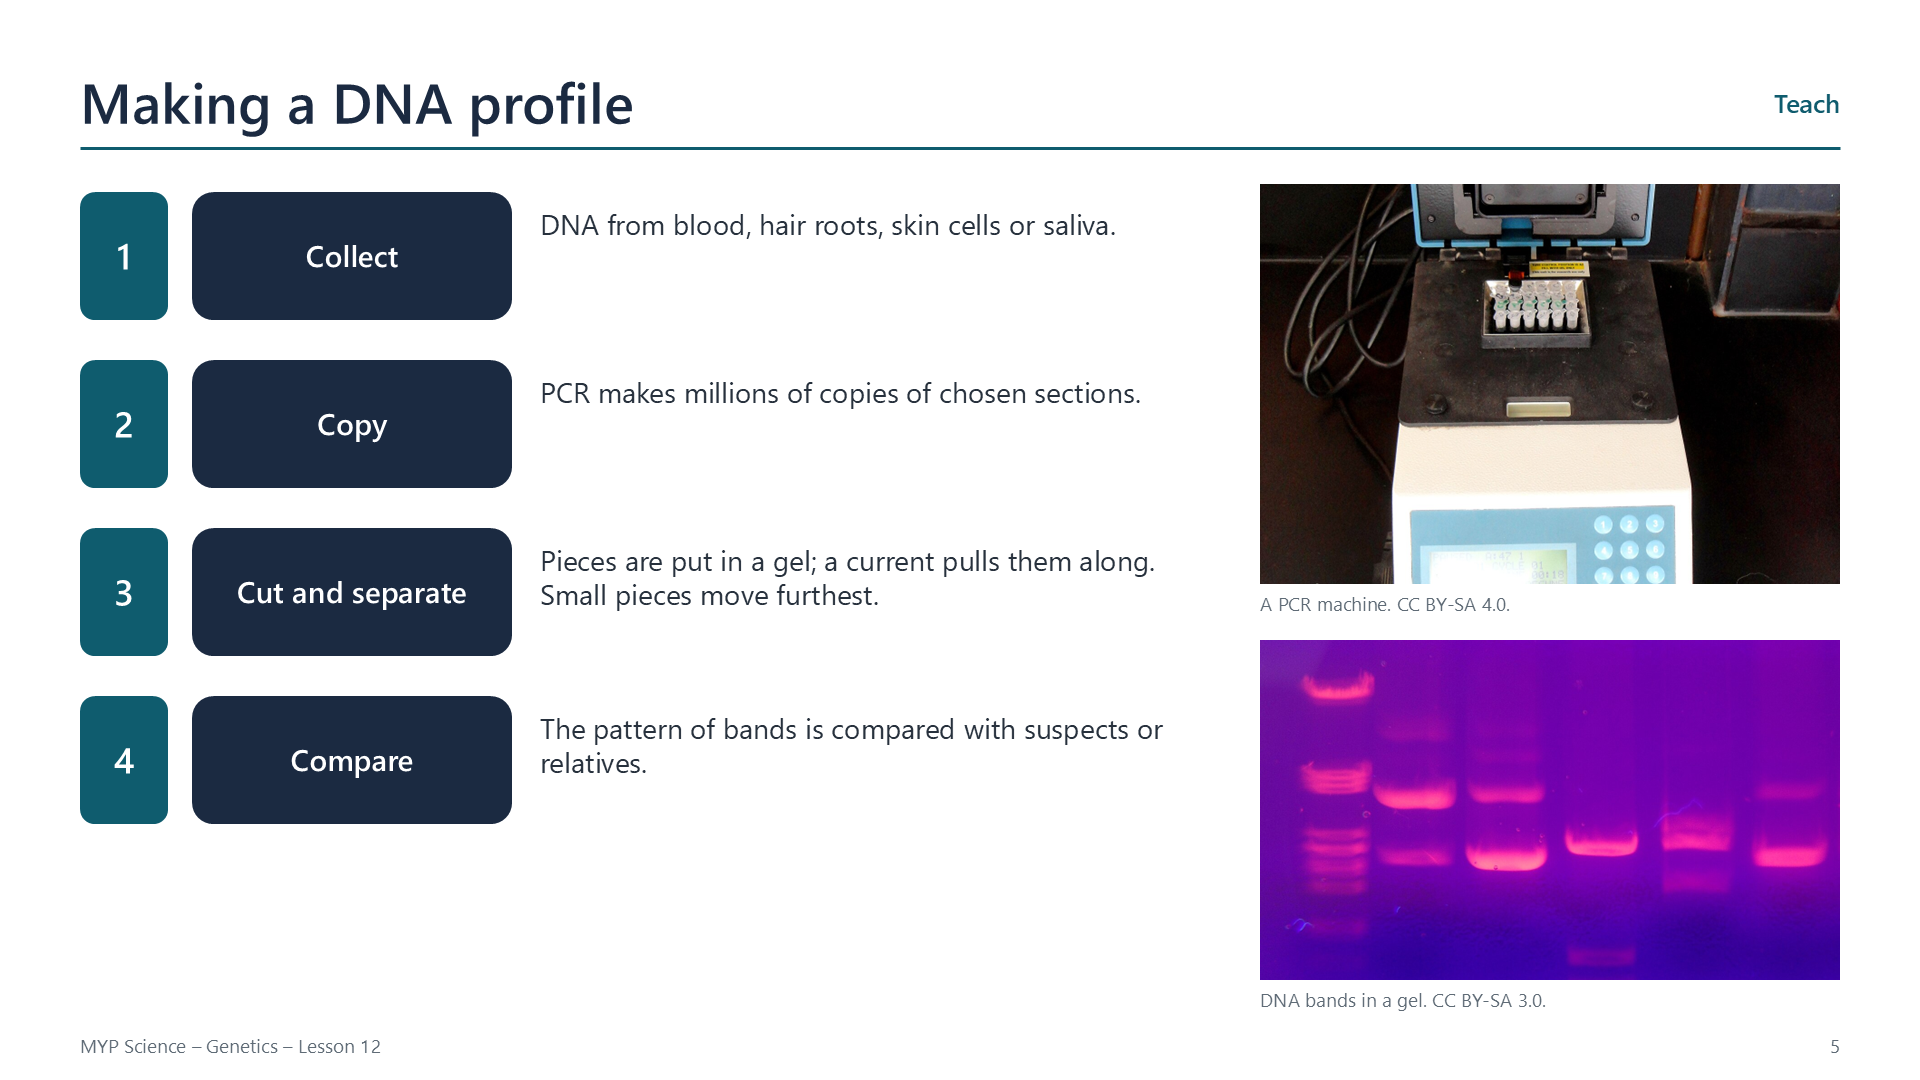 Making a DNA profile
Teach
1
Collect
DNA from blood, hair roots, skin cells or saliva.
2
Copy
PCR makes millions of copies of chosen sections.
3
Cut and separate
Pieces are put in a gel; a current pulls them along.
Small pieces move furthest.
4
Compare
The pattern of bands is compared with suspects or
relatives.
A PCR machine. CC BY-SA 4.0.
DNA bands in a gel. CC BY-SA 3.0.
MYP Science – Genetics – Lesson 12
5